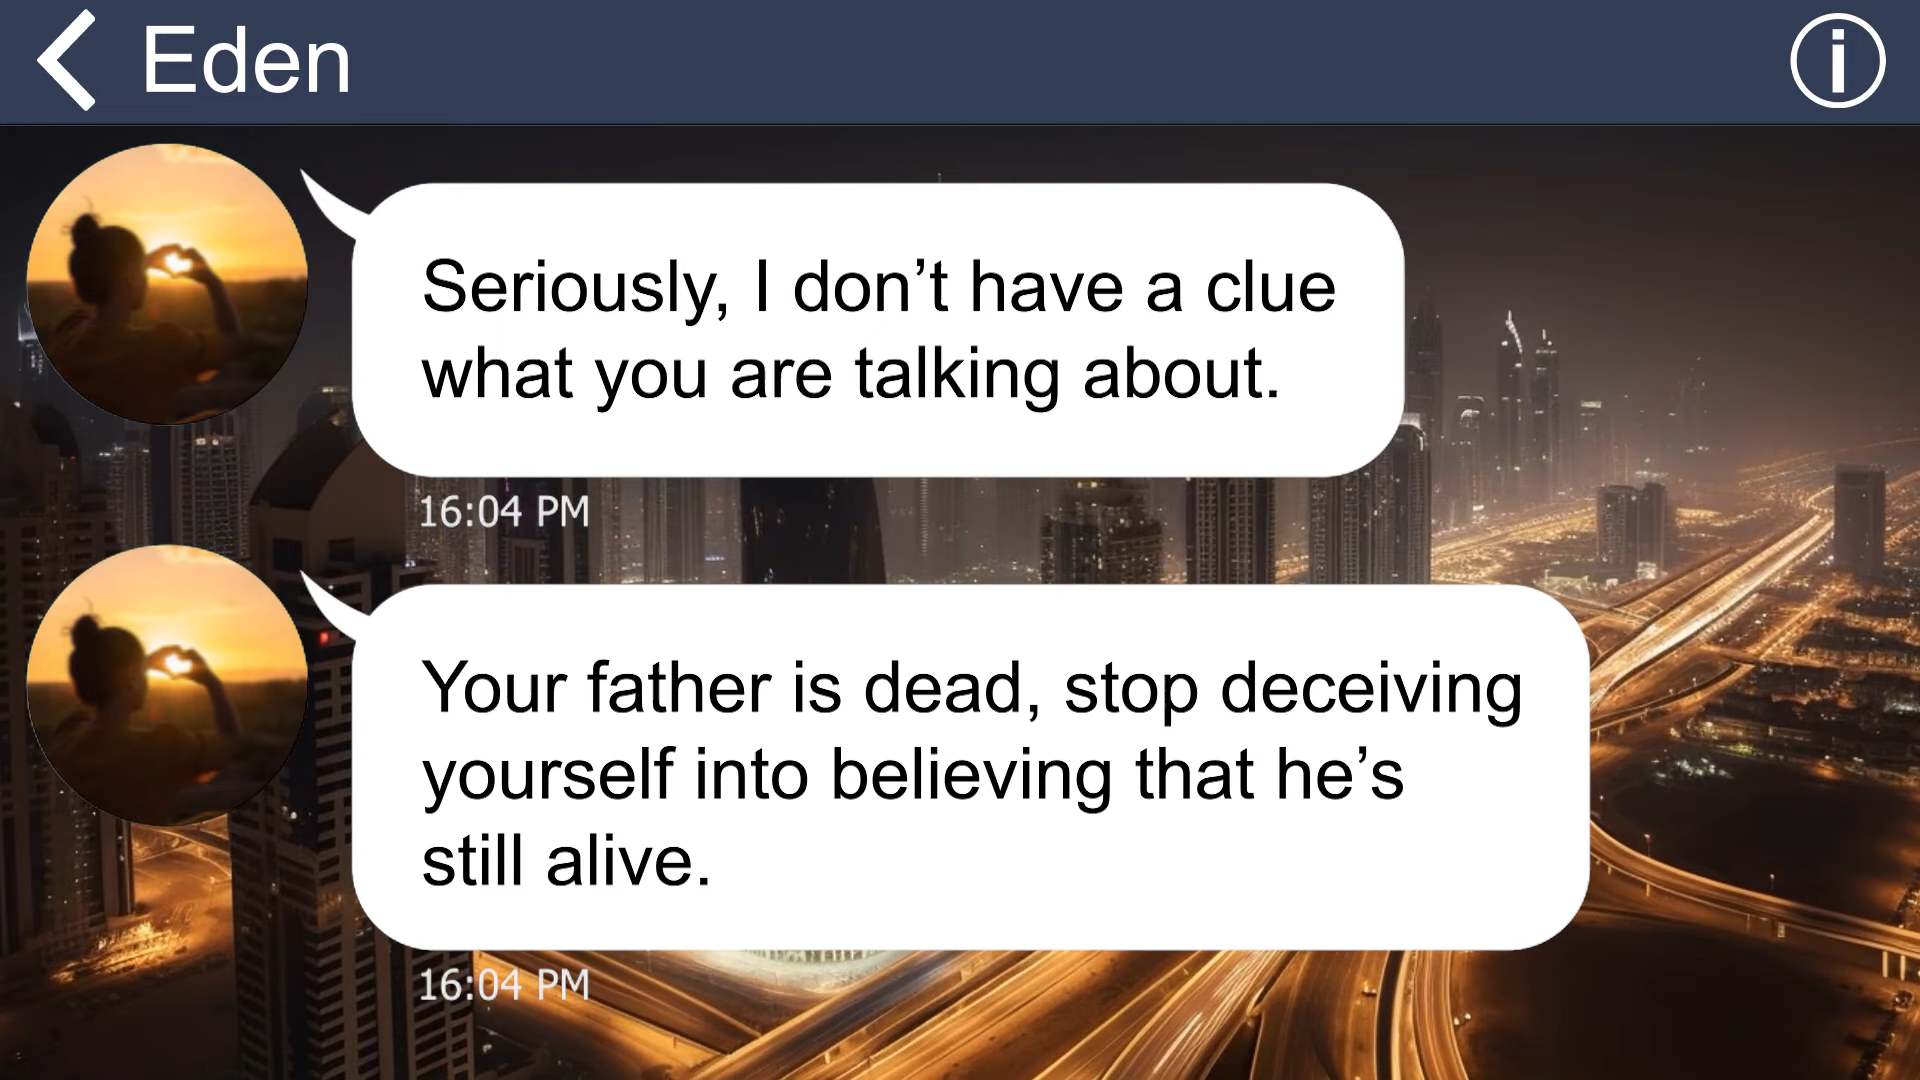 Eden
Seriously, I don’t have a clue
what you are talking about.
16:04 PM
Your father is dead, stop deceiving
yourself into believing that he’s
still alive.
16:04 PM